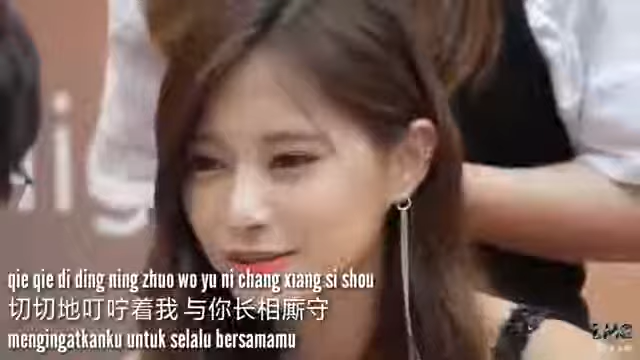 qie qie di ding ning zhuo wo yu ni chang xiang si shou
切切地叮咛着我 与你长相廝守
mengingatkanku untuk selalu bersamamu